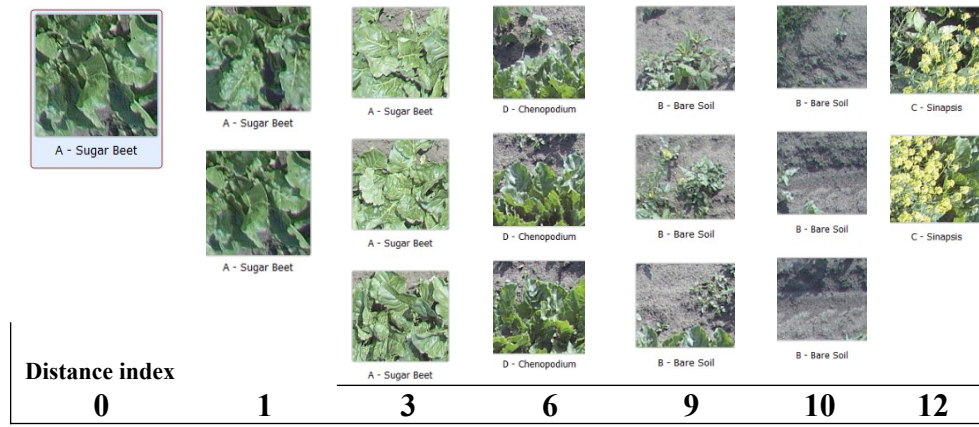 A - Sugar Beet
A - Sugar Beet
A - Sugar Beet
D - Chenopodium
B - Bare Soil
B - Bare Soil
C - Sinapsis
A - Sugar Beet
A - Sugar Beet
D - Chenopodium
B - Bare Soil
B - Bare Soil
C - Sinapsis
A - Sugar Beet
D - Chenopodium
B - Bare Soil
B - Bare Soil
Distance index
0 1 3 6 9 10 12